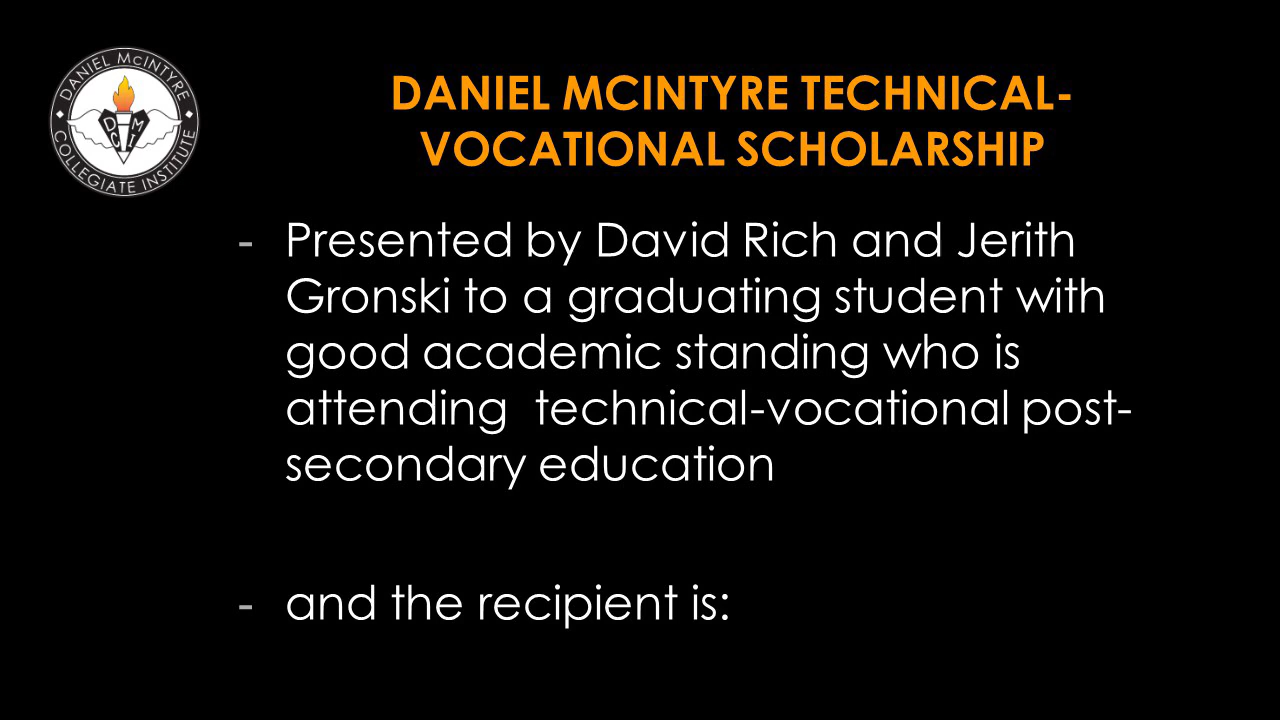 DANIEL McINTYRE
COLLEGIATE INSTITUTE
D M
C I
DANIEL MCINTYRE TECHNICAL-
VOCATIONAL SCHOLARSHIP
- Presented by David Rich and Jerith
Gronski to a graduating student with
good academic standing who is
attending  technical-vocational post-
secondary education
- and the recipient is: